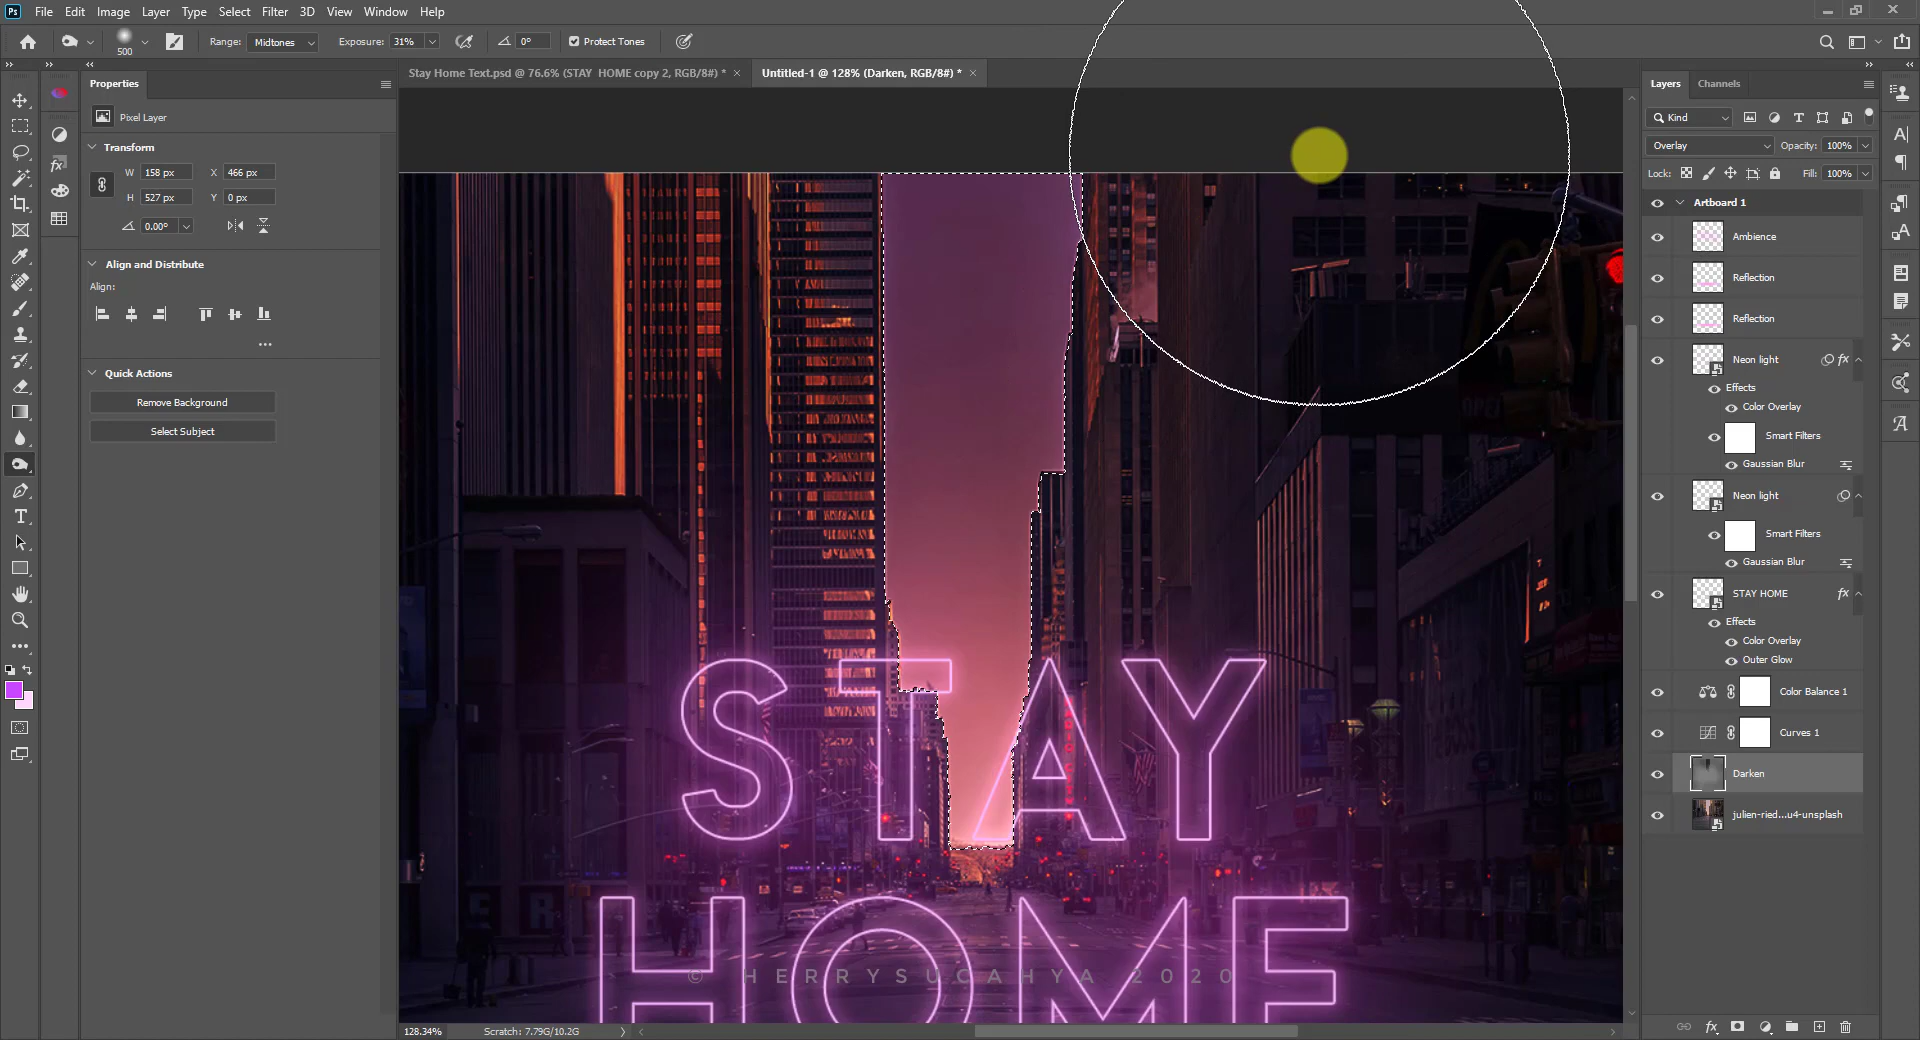 Ps File Edit Image Layer Type Select Filter 3D View Window Help
500 Range: Midtones Exposure: 31% 0° Protect Tones
Properties
Stay Home Text.psd @ 76.6% (STAY HOME copy 2, RGB/8#) * ×
Untitled-1 @ 128% (Darken, RGB/8#) * ×
Layers Channels
Pixel Layer
Transform
W 158 px X 466 px
H 527 px Y 0 px
0.00°
Align and Distribute
Align:
Quick Actions
Remove Background
Select Subject
STAY
HOME
© HERRYSUCAHYA 2020
128.34% Scratch: 7.79G/10.2G
Kind
Overlay Opacity: 100%
Lock: Fill: 100%
Artboard 1
Ambience
Reflection
Reflection
Neon light fx
Effects
Color Overlay
Smart Filters
Gaussian Blur
Neon light
Smart Filters
Gaussian Blur
STAY HOME fx
Effects
Color Overlay
Outer Glow
Color Balance 1
Curves 1
Darken
julien-ried...u4-unsplash